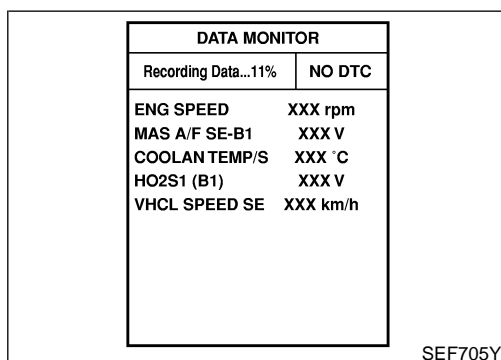 DATA MONITOR
Recording Data...11% NO DTC
ENG SPEED XXX rpm
MAS A/F SE-B1 XXX V
COOLAN TEMP/S XXX °C
HO2S1 (B1) XXX V
VHCL SPEED SE XXX km/h
SEF705Y